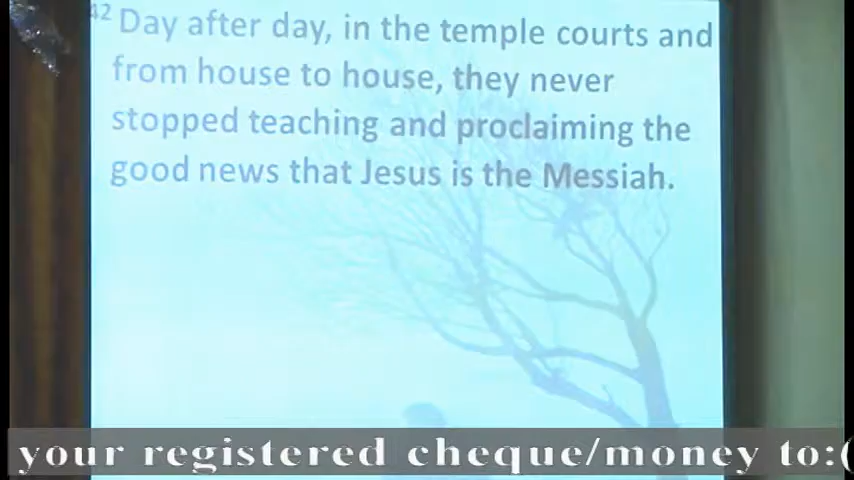 42 Day after day, in the temple courts and
from house to house, they never
stopped teaching and proclaiming the
good news that Jesus is the Messiah.
your registered cheque/money to:(